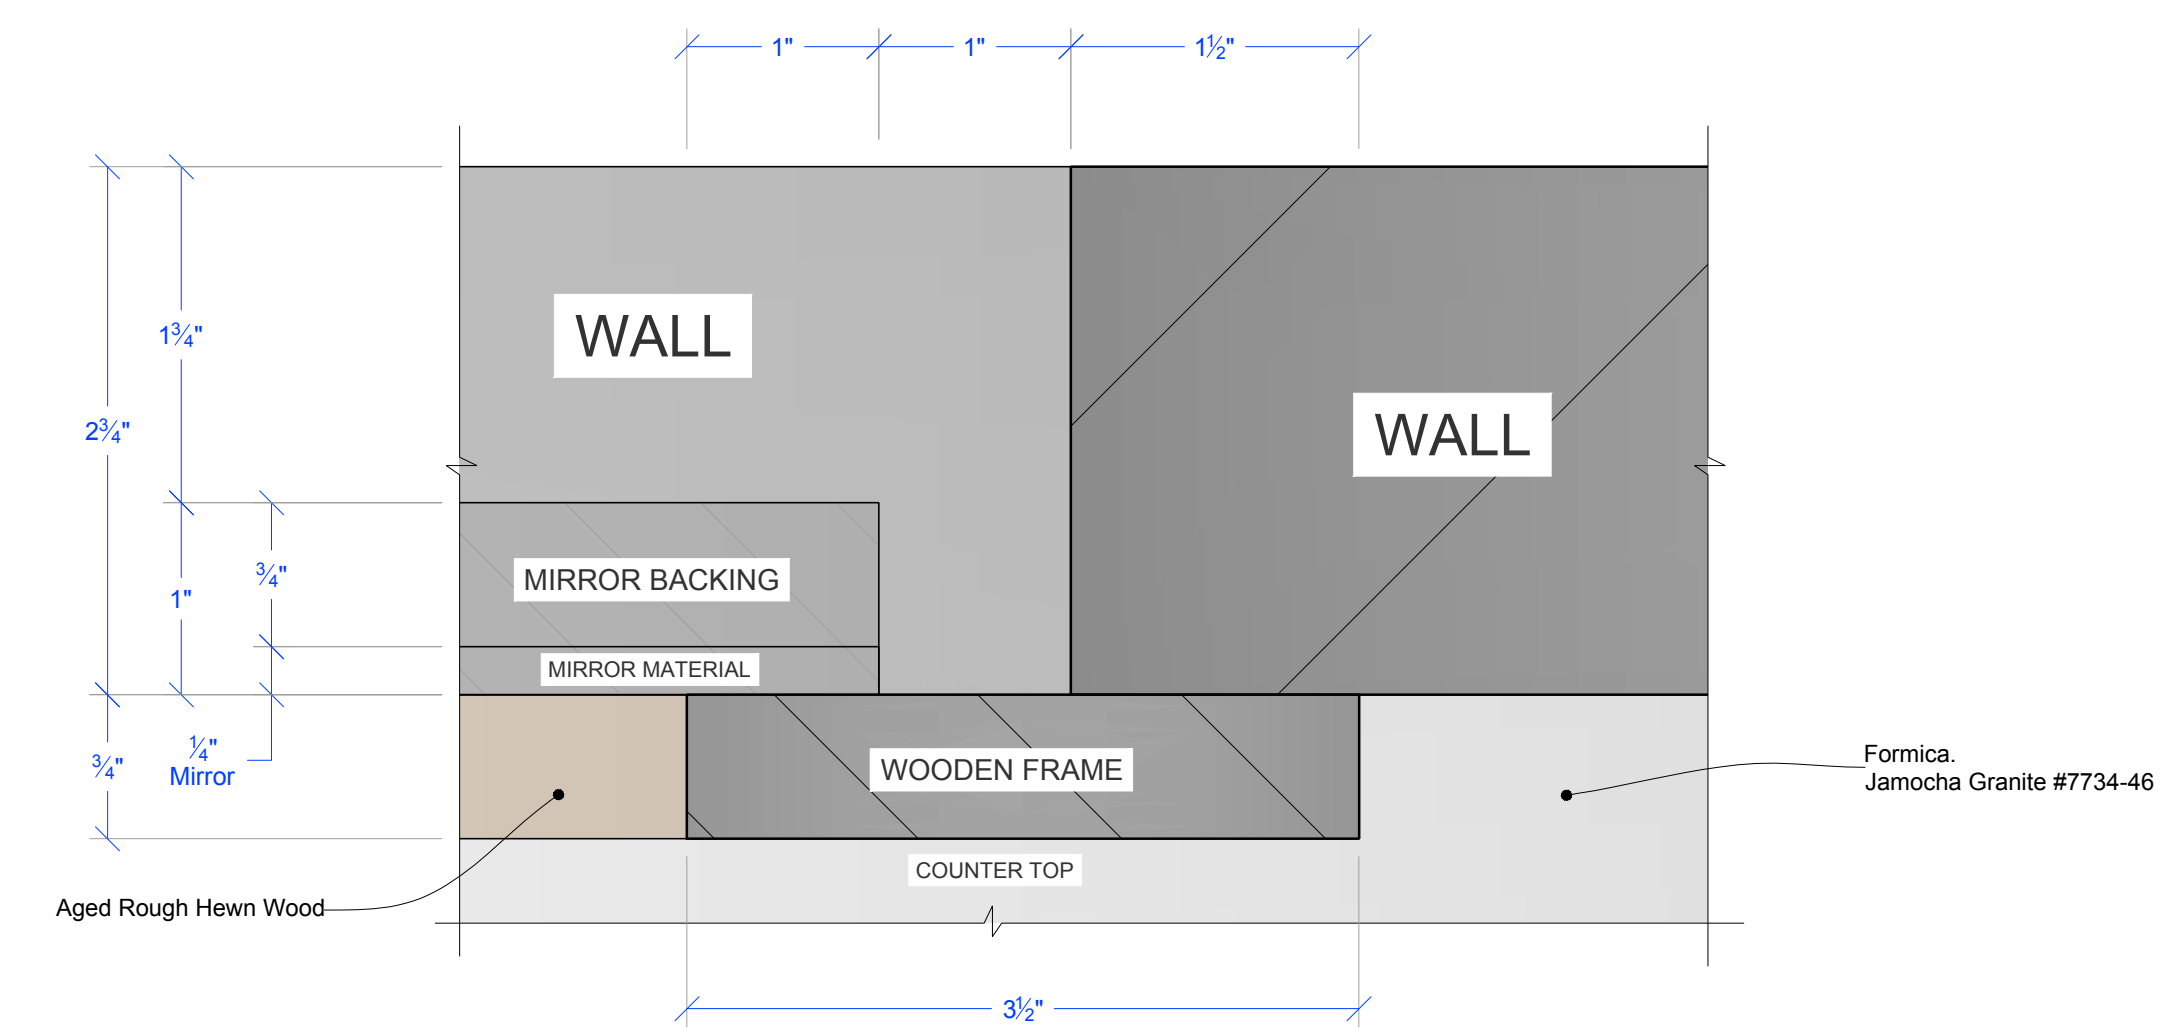 1"
1"
1½"
WALL
1¾"
2¾"
WALL
MIRROR BACKING
¾"
1"
MIRROR MATERIAL
¼"
Mirror
¾"
WOODEN FRAME
Formica.
Jamocha Granite #7734-46
COUNTER TOP
Aged Rough Hewn Wood
3½"